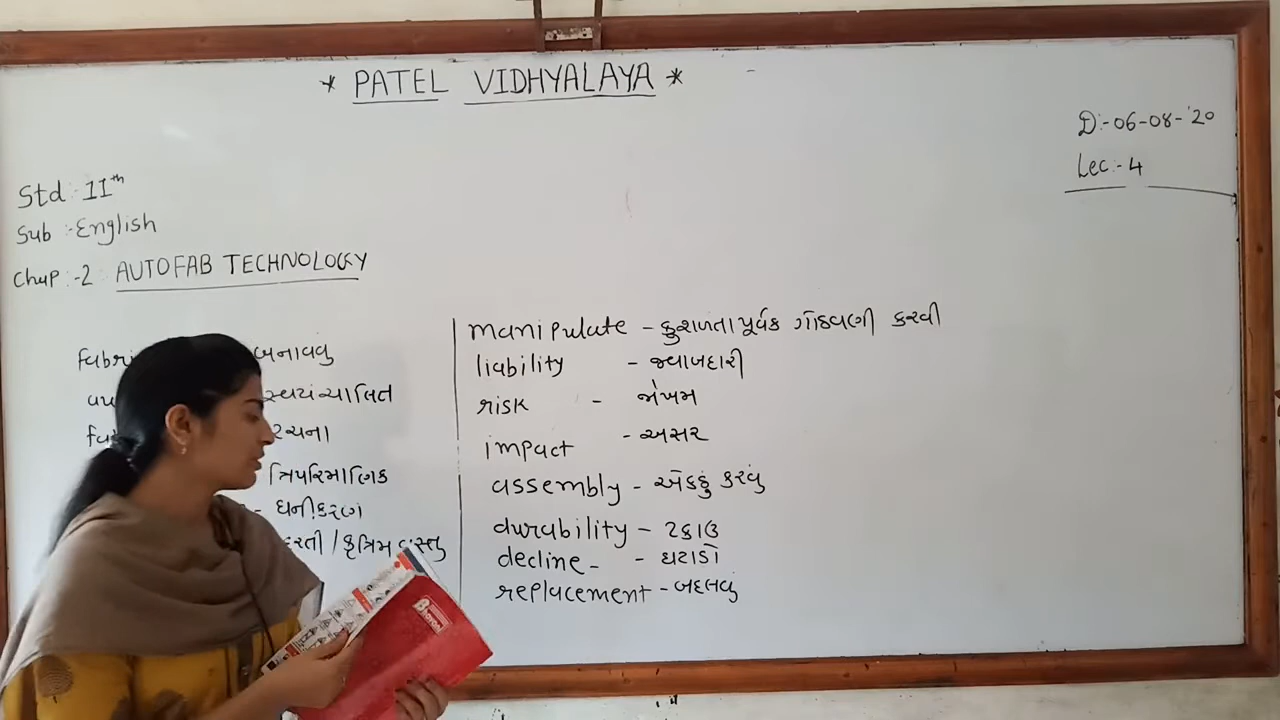 * PATEL VIDHYALAYA *
D:-06-08-'20
Lec:- 4
Std:-11th
Sub:-English
Chap:-2: AUTOFAB TECHNOLOGY
બનાવવું
સ્વયંચાલિત
રચના
ત્રિપરિમાણિક
- ઘનીકરણ
/કૃત્રિમ વસ્તુ
manipulate - કુશળતાપૂર્વક ગોઠવણી કરવી
liability - જવાબદારી
risk - જોખમ
impact - અસર
assembly - એકઠું કરવું
durability - ટકાઉ
decline - - ઘટાડો
replacement - બદલવું